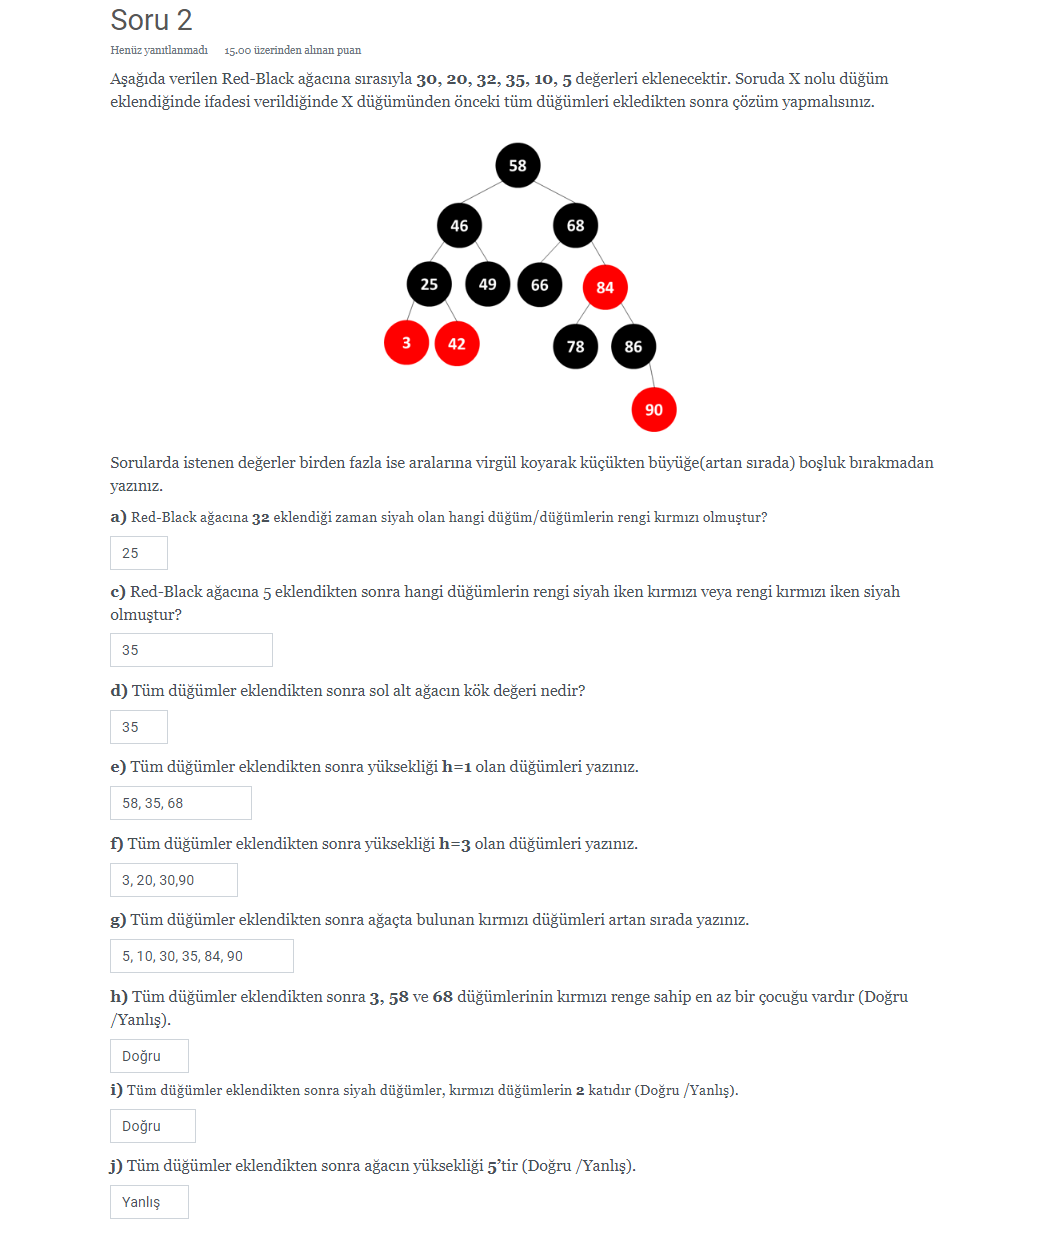 Soru 2
Henüz yanıtlanmadı 15.00 üzerinden alınan puan
Aşağıda verilen Red-Black ağacına sırasıyla 30, 20, 32, 35, 10, 5 değerleri eklenecektir. Soruda X nolu düğüm
eklendiğinde ifadesi verildiğinde X düğümünden önceki tüm düğümleri ekledikten sonra çözüm yapmalısınız.
58
46 68
25 49 66 84
3 42 78 86
90
Sorularda istenen değerler birden fazla ise aralarına virgül koyarak küçükten büyüğe(artan sırada) boşluk bırakmadan
yazınız.
a) Red-Black ağacına 32 eklendiği zaman siyah olan hangi düğüm/düğümlerin rengi kırmızı olmuştur?
25
c) Red-Black ağacına 5 eklendikten sonra hangi düğümlerin rengi siyah iken kırmızı veya rengi kırmızı iken siyah
olmuştur?
35
d) Tüm düğümler eklendikten sonra sol alt ağacın kök değeri nedir?
35
e) Tüm düğümler eklendikten sonra yüksekliği h=1 olan düğümleri yazınız.
58, 35, 68
f) Tüm düğümler eklendikten sonra yüksekliği h=3 olan düğümleri yazınız.
3, 20, 30,90
g) Tüm düğümler eklendikten sonra ağaçta bulunan kırmızı düğümleri artan sırada yazınız.
5, 10, 30, 35, 84, 90
h) Tüm düğümler eklendikten sonra 3, 58 ve 68 düğümlerinin kırmızı renge sahip en az bir çocuğu vardır (Doğru
/Yanlış).
Doğru
i) Tüm düğümler eklendikten sonra siyah düğümler, kırmızı düğümlerin 2 katıdır (Doğru /Yanlış).
Doğru
j) Tüm düğümler eklendikten sonra ağacın yüksekliği 5'tir (Doğru /Yanlış).
Yanlış